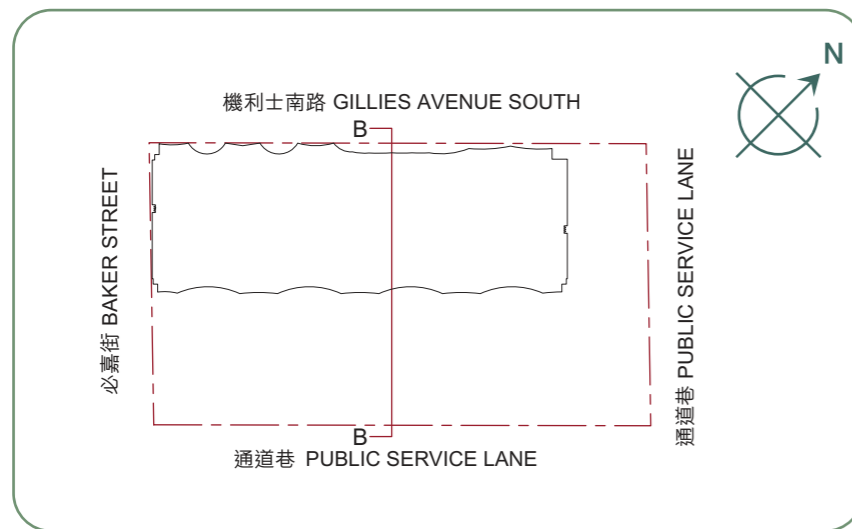 N
機利士南路 GILLIES AVENUE SOUTH
B
必嘉街 BAKER STREET
通道巷 PUBLIC SERVICE LANE
B
通道巷 PUBLIC SERVICE LANE